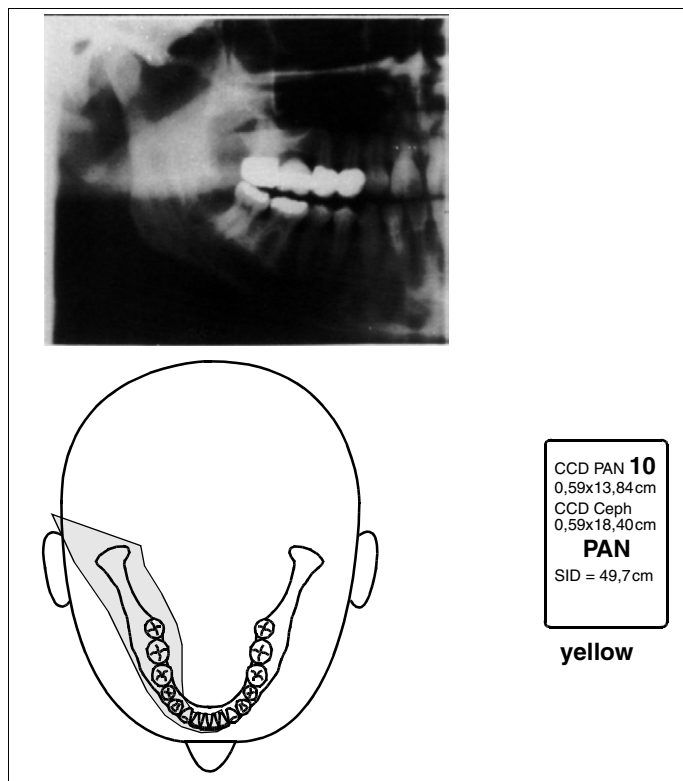 CCD PAN 10
0,59x13,84cm
CCD Ceph
0,59x18,40cm
PAN
SID = 49,7cm
yellow